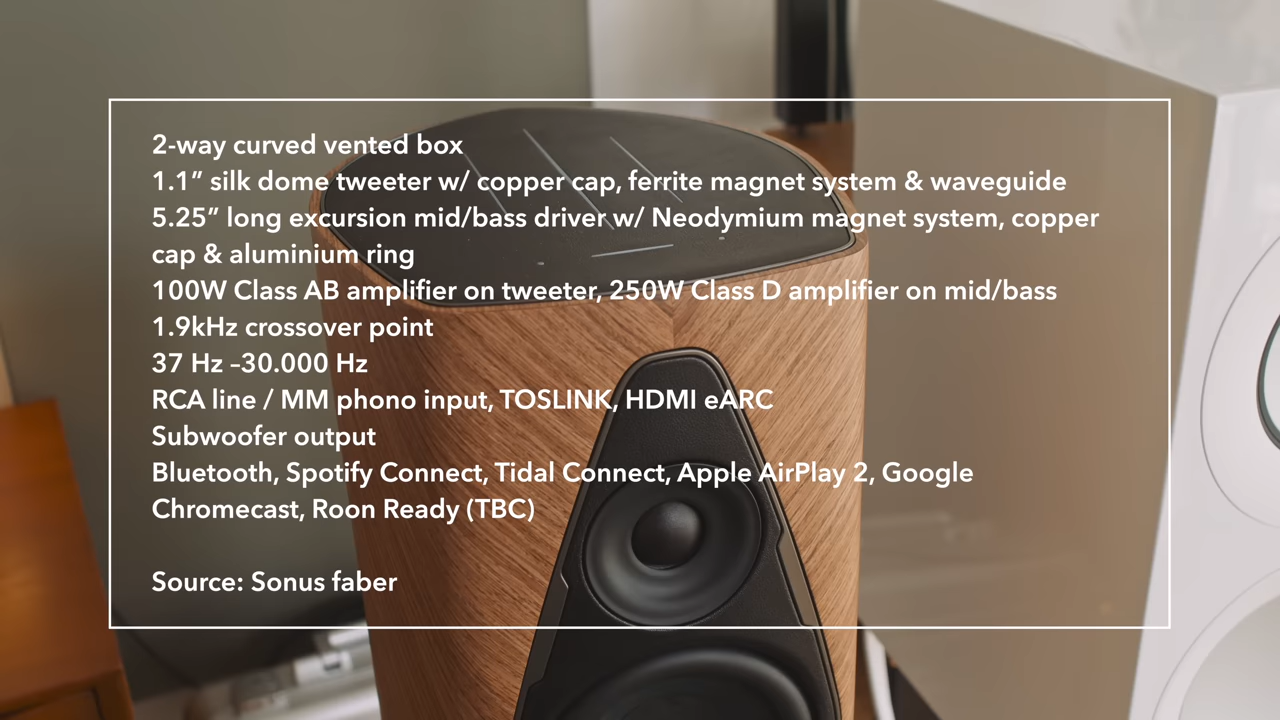 2-way curved vented box
1.1” silk dome tweeter w/ copper cap, ferrite magnet system & waveguide
5.25” long excursion mid/bass driver w/ Neodymium magnet system, copper
cap & aluminium ring
100W Class AB amplifier on tweeter, 250W Class D amplifier on mid/bass
1.9kHz crossover point
37 Hz –30.000 Hz
RCA line / MM phono input, TOSLINK, HDMI eARC
Subwoofer output
Bluetooth, Spotify Connect, Tidal Connect, Apple AirPlay 2, Google
Chromecast, Roon Ready (TBC)
Source: Sonus faber